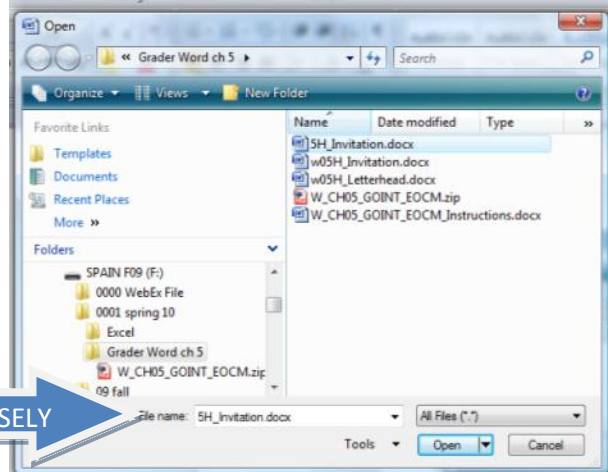 Open
« Grader Word ch 5
Search
Organize Views New Folder
Favorite Links
Templates
Documents
Recent Places
More »
Folders
SPAIN F09 (F:)
0000 WebEx File
0001 spring 10
Excel
Grader Word ch 5
W_CH05_GOINT_EOCM.zip
09 fall
Name Date modified Type »
5H_Invitation.docx
w05H_Invitation.docx
w05H_Letterhead.docx
W_CH05_GOINT_EOCM.zip
W_CH05_GOINT_EOCM_Instructions.docx
SELY
File name: 5H_Invitation.docx All Files (*.*)
Tools Open Cancel